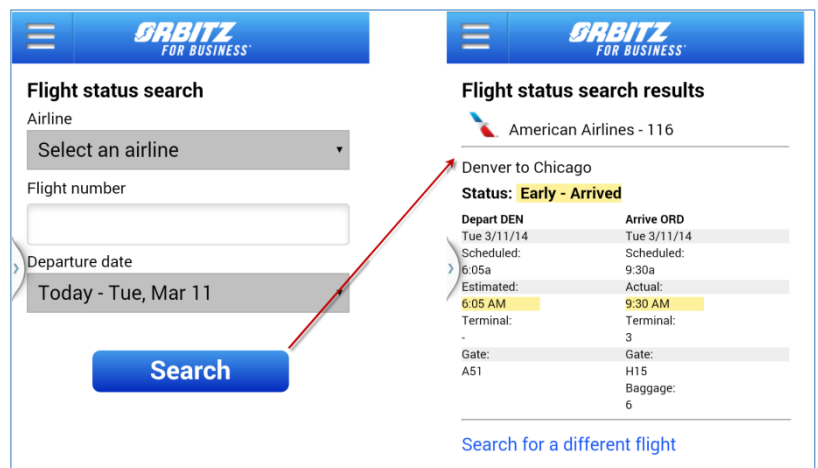 ORBITZ
FOR BUSINESS
Flight status search
Airline
Select an airline
Flight number
Departure date
Today - Tue, Mar 11
Search
ORBITZ
FOR BUSINESS
Flight status search results
American Airlines - 116
Denver to Chicago
Status: Early - Arrived
Depart DEN Arrive ORD
Tue 3/11/14 Tue 3/11/14
Scheduled: Scheduled:
6:05a 9:30a
Estimated: Actual:
6:05 AM 9:30 AM
Terminal: Terminal:
- 3
Gate: Gate:
A51 H15
Baggage:
6
Search for a different flight